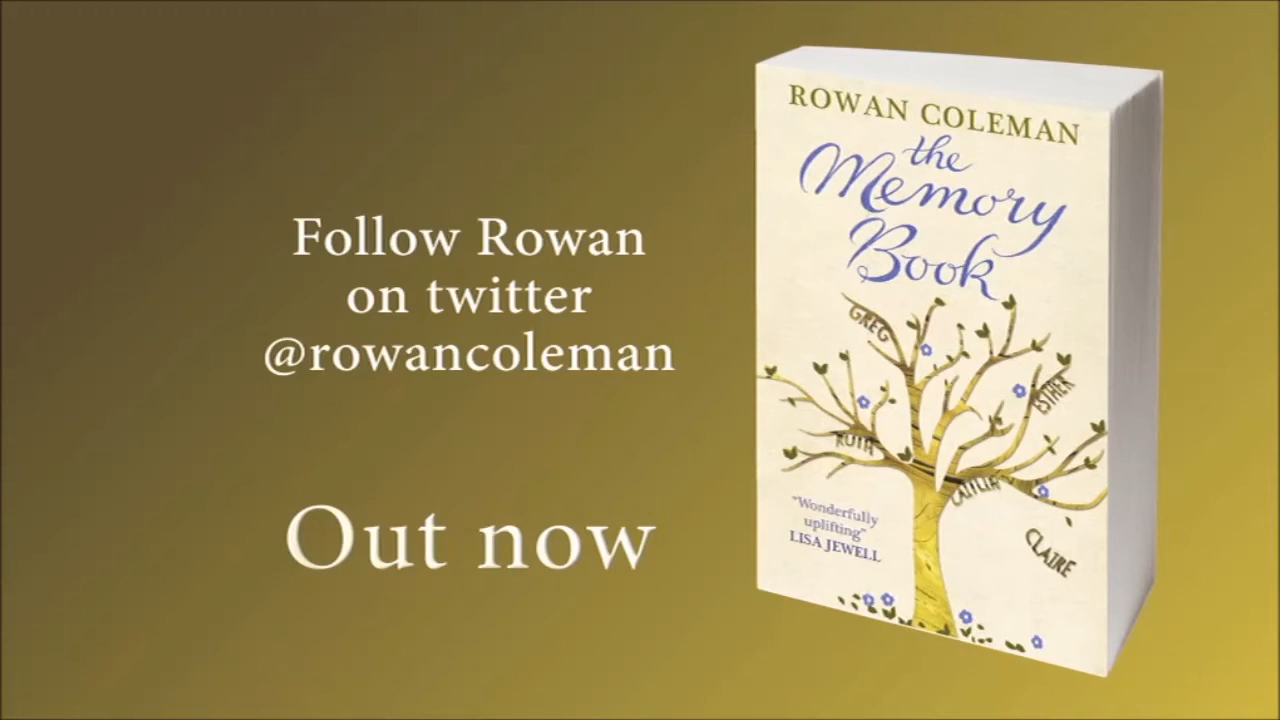 Follow Rowan
on twitter
@rowancoleman
Out now
ROWAN COLEMAN
the
Memory
Book
GREG
ESTHER
RUTH
CAITLIN
CLAIRE
"Wonderfully
uplifting"
LISA JEWELL